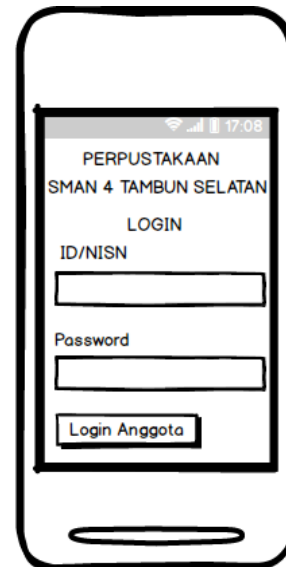 17:08
PERPUSTAKAAN
SMAN 4 TAMBUN SELATAN
LOGIN
ID/NISN
Password
Login Anggota